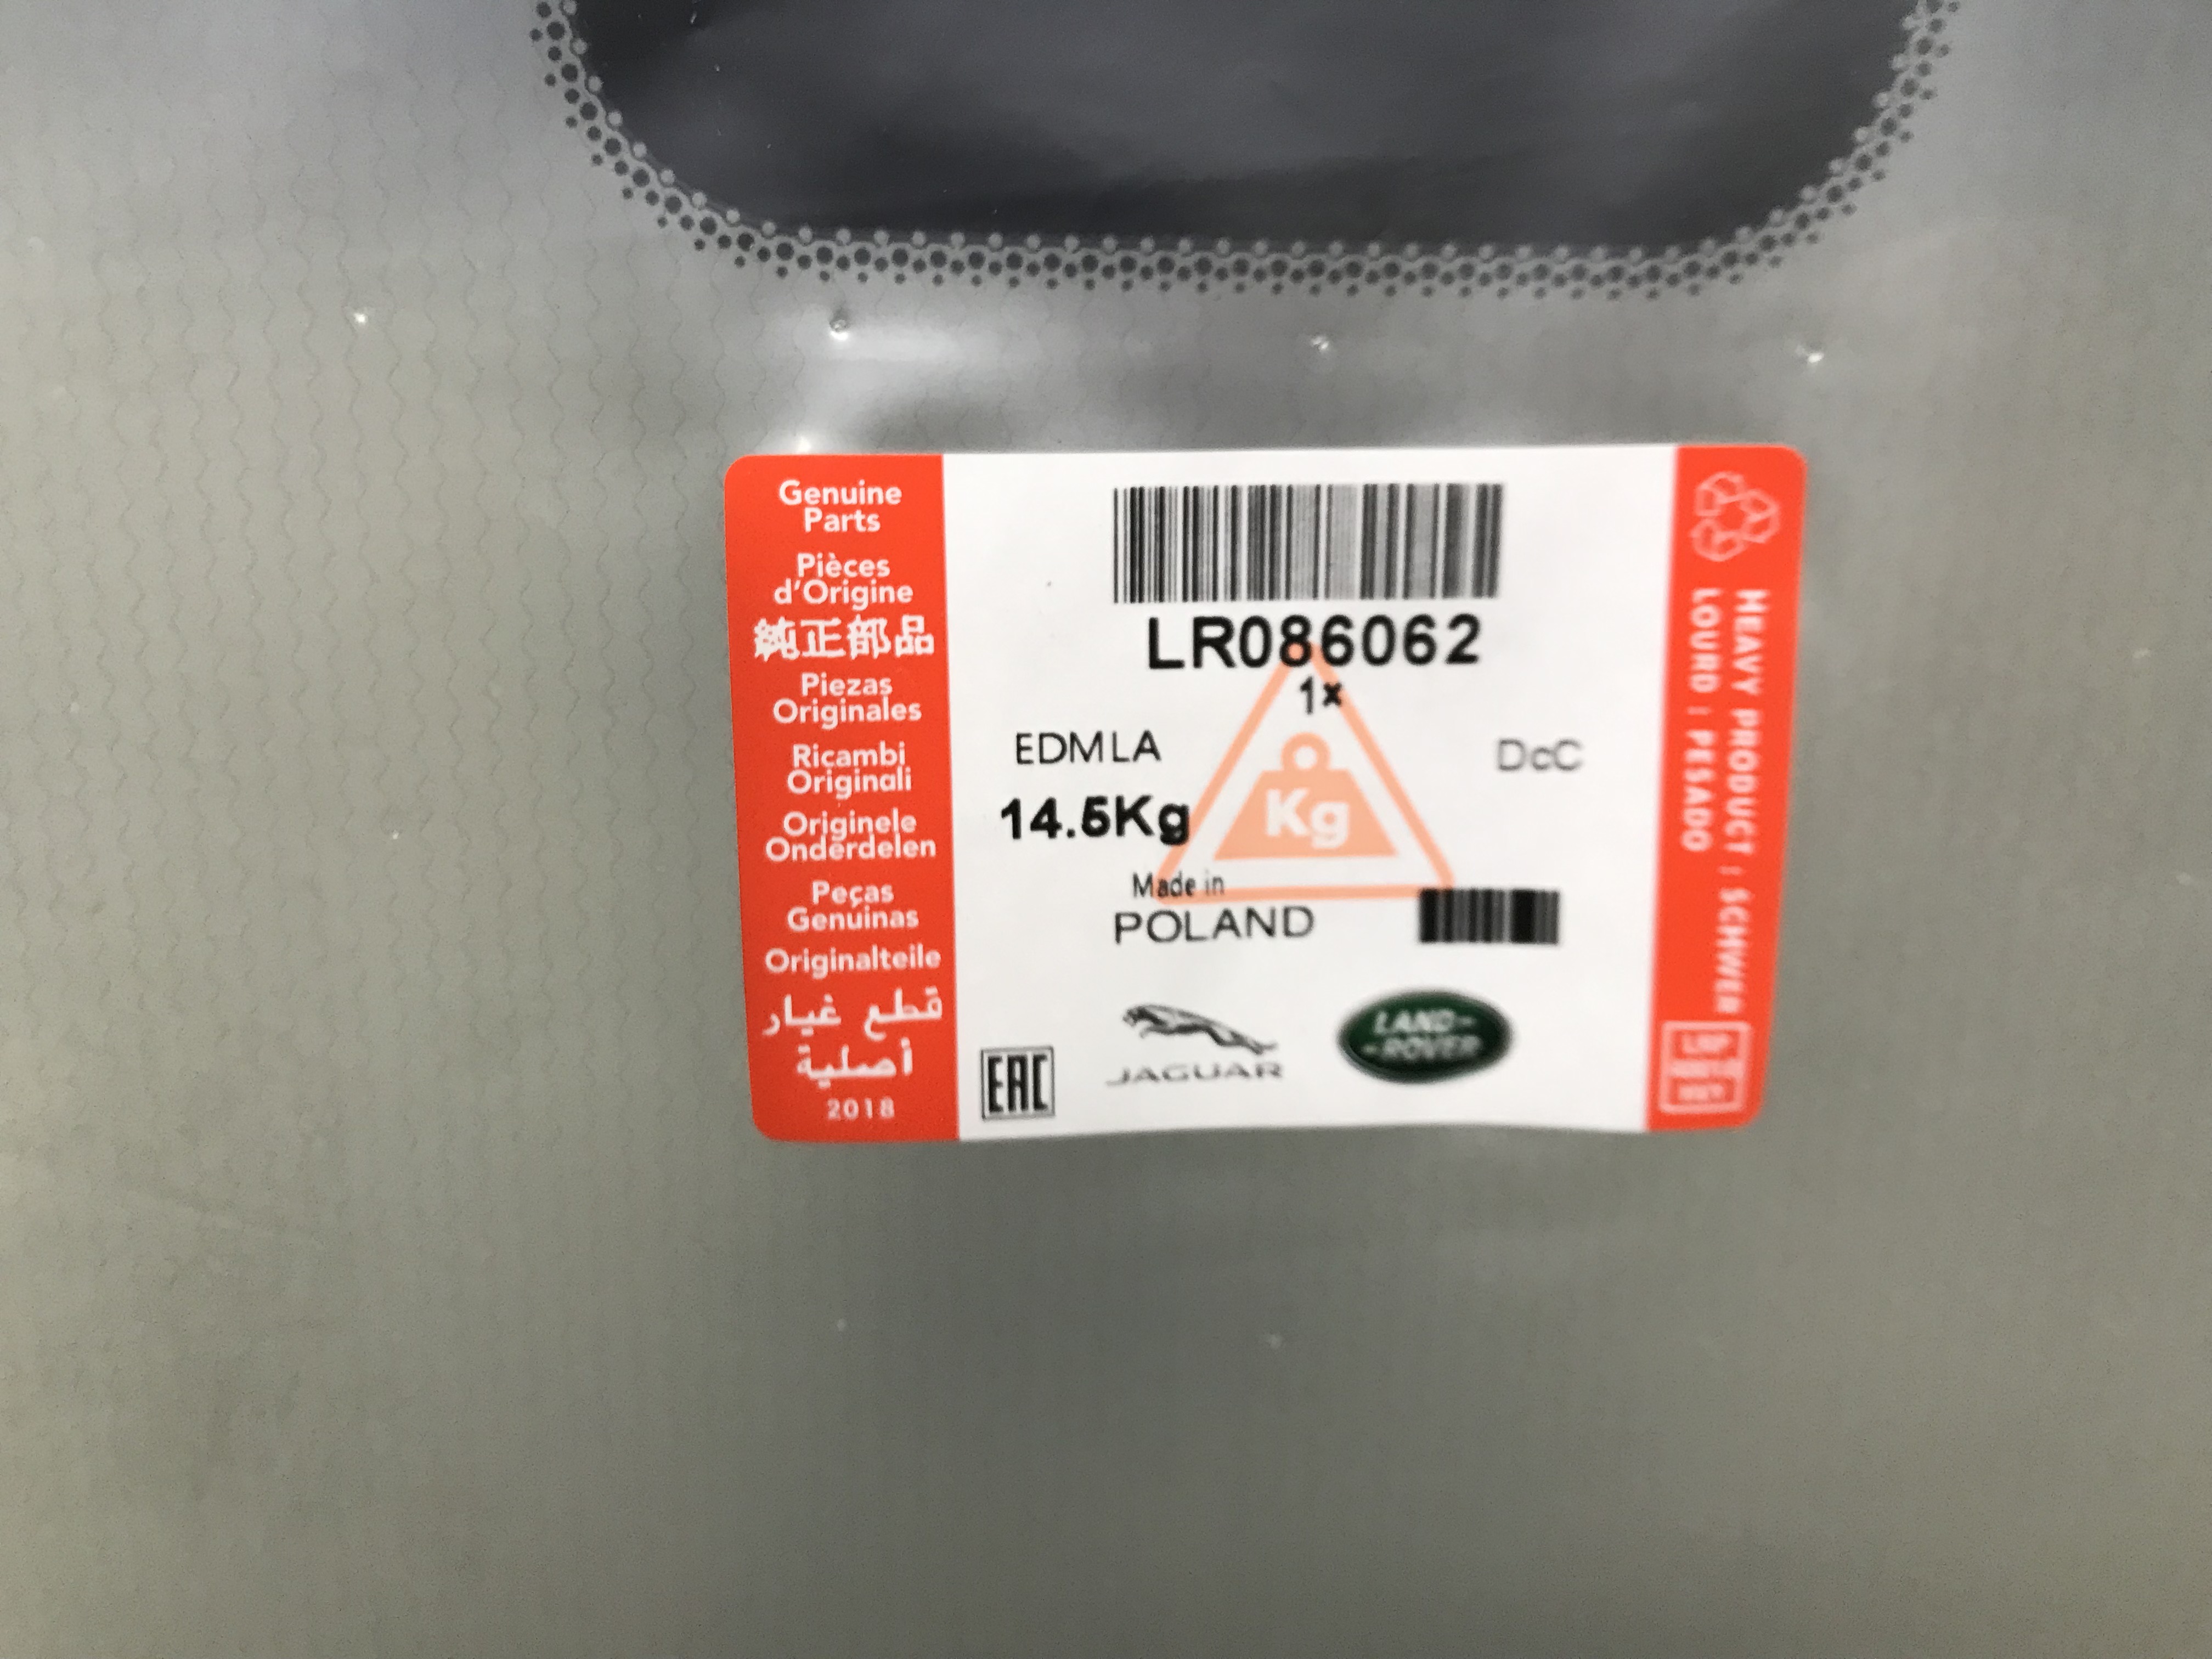 Genuine
Parts
Pièces
d'Origine
純正部品
Piezas
Originales
Ricambi
Originali
Originele
Onderdelen
Peças
Genuínas
Originalteile
قطع غيار
أصلية
2018
LR086062
1x
EDMLA
DcC
14.5Kg
Kg
Made in
POLAND
EAC
JAGUAR
LAND-
-ROVER
HEAVY PRODUCT | SCHWER
LOURD | PESADO
LRP